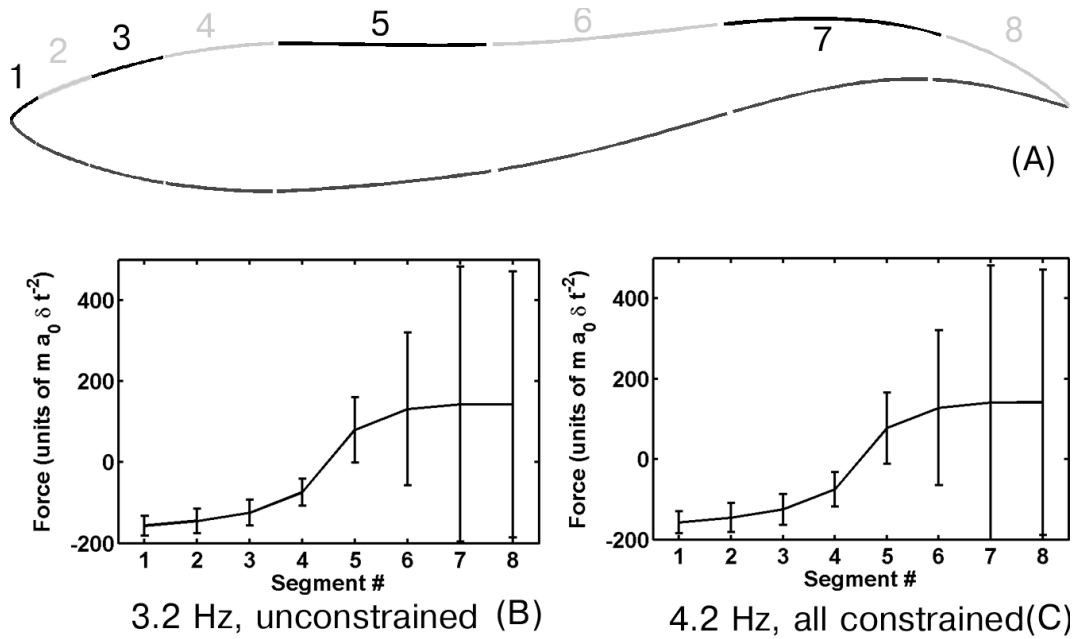 1 2 3 4 5 6 7 8
(A)
Force (units of m a0 δ t-2)
400
200
0
-200
1 2 3 4 5 6 7 8
Segment #
3.2 Hz, unconstrained (B)
Force (units of m a0 δ t-2)
400
200
0
-200
1 2 3 4 5 6 7 8
Segment #
4.2 Hz, all constrained(C)